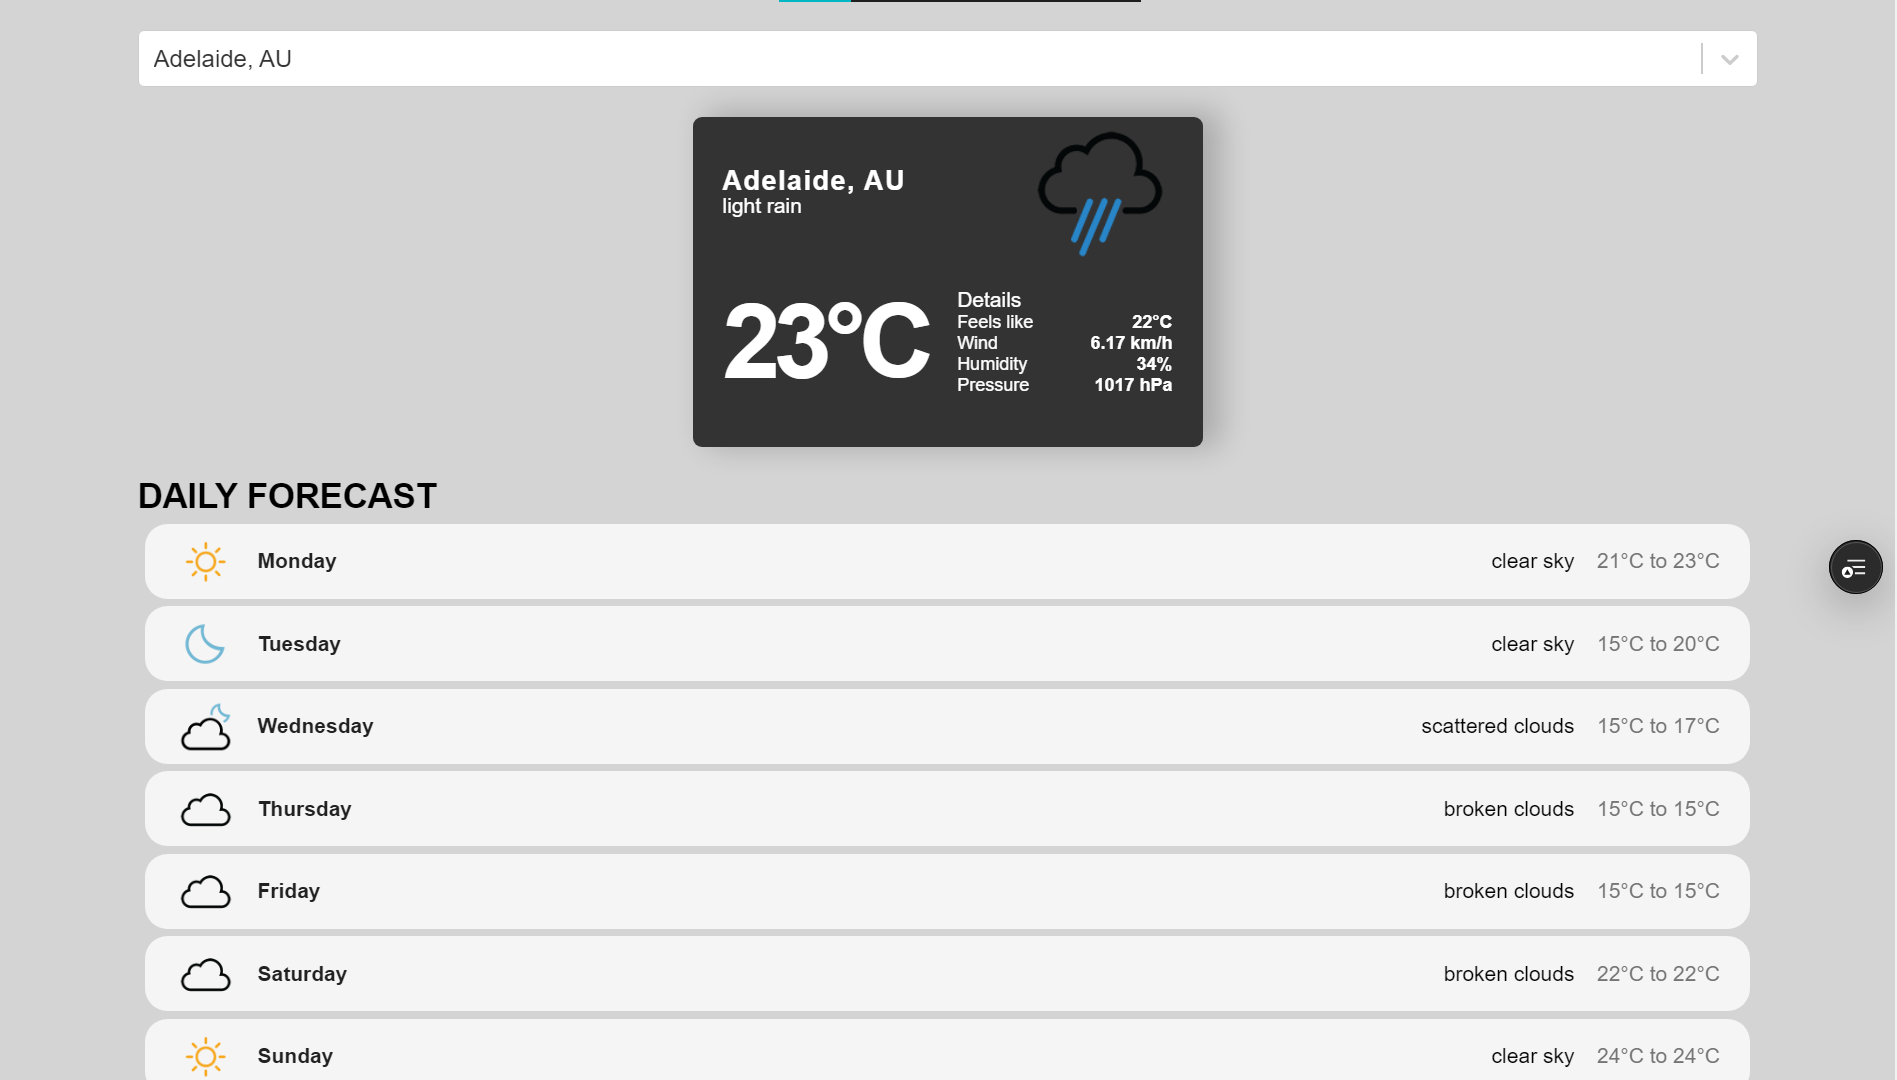 Adelaide, AU
Adelaide, AU
light rain
23°C
Details
Feels like 22°C
Wind 6.17 km/h
Humidity 34%
Pressure 1017 hPa
DAILY FORECAST
Monday clear sky 21°C to 23°C
Tuesday clear sky 15°C to 20°C
Wednesday scattered clouds 15°C to 17°C
Thursday broken clouds 15°C to 15°C
Friday broken clouds 15°C to 15°C
Saturday broken clouds 22°C to 22°C
Sunday clear sky 24°C to 24°C